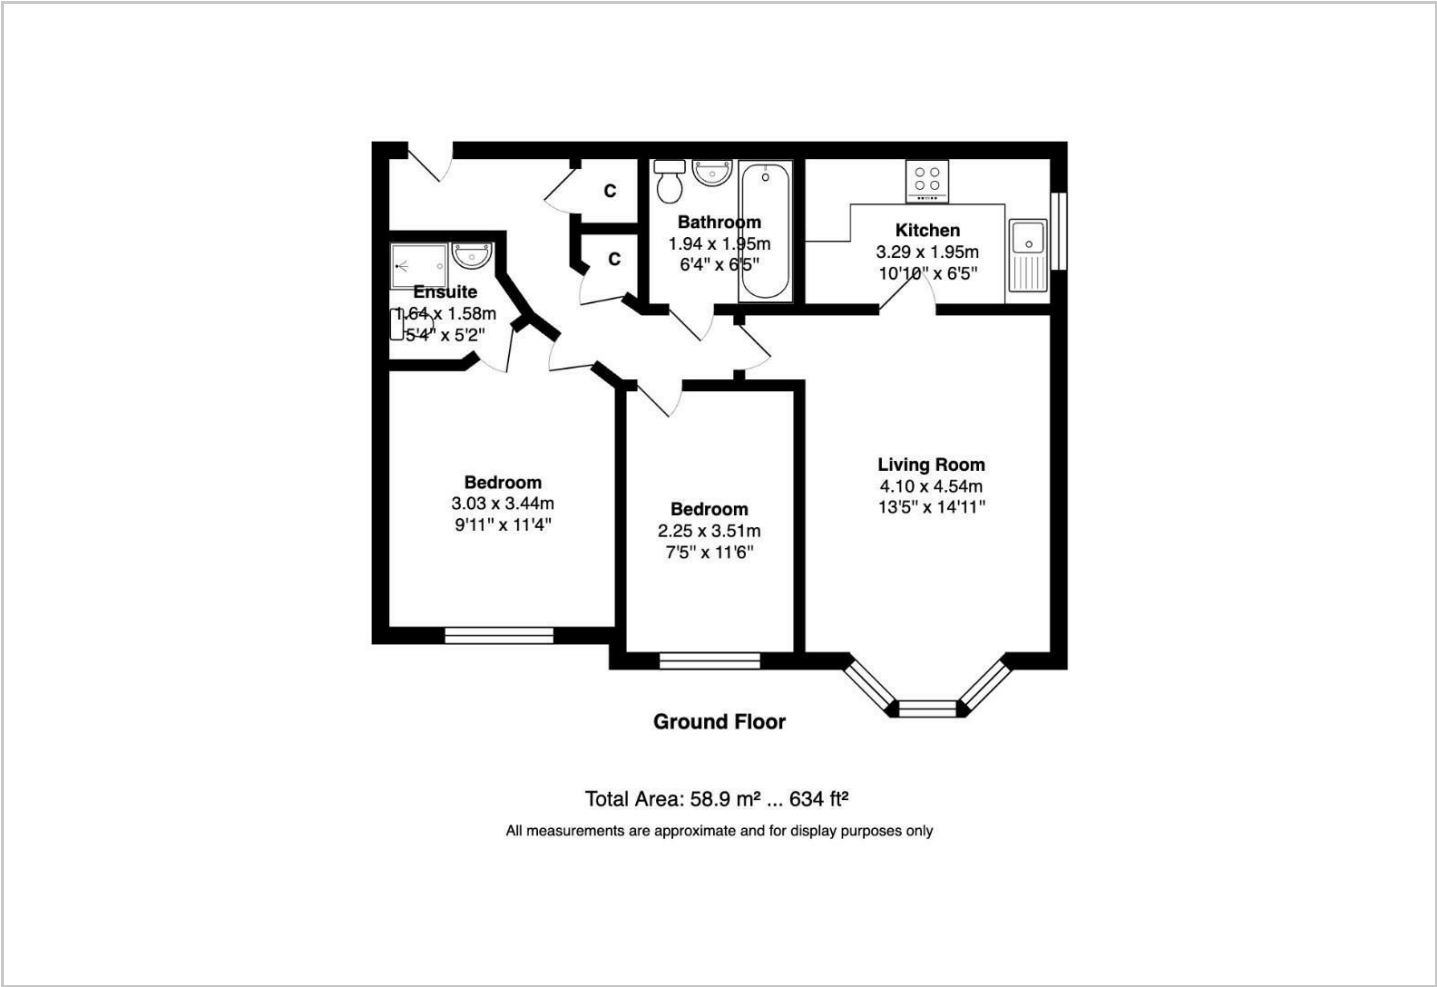 C
Bathroom
1.94 x 1.95m
6'4" x 6'5"
Kitchen
3.29 x 1.95m
10'10" x 6'5"
C
Ensuite
1.64 x 1.58m
5'4" x 5'2"
Bedroom
3.03 x 3.44m
9'11" x 11'4"
Bedroom
2.25 x 3.51m
7'5" x 11'6"
Living Room
4.10 x 4.54m
13'5" x 14'11"
Ground Floor
Total Area: 58.9 m² ... 634 ft²
All measurements are approximate and for display purposes only